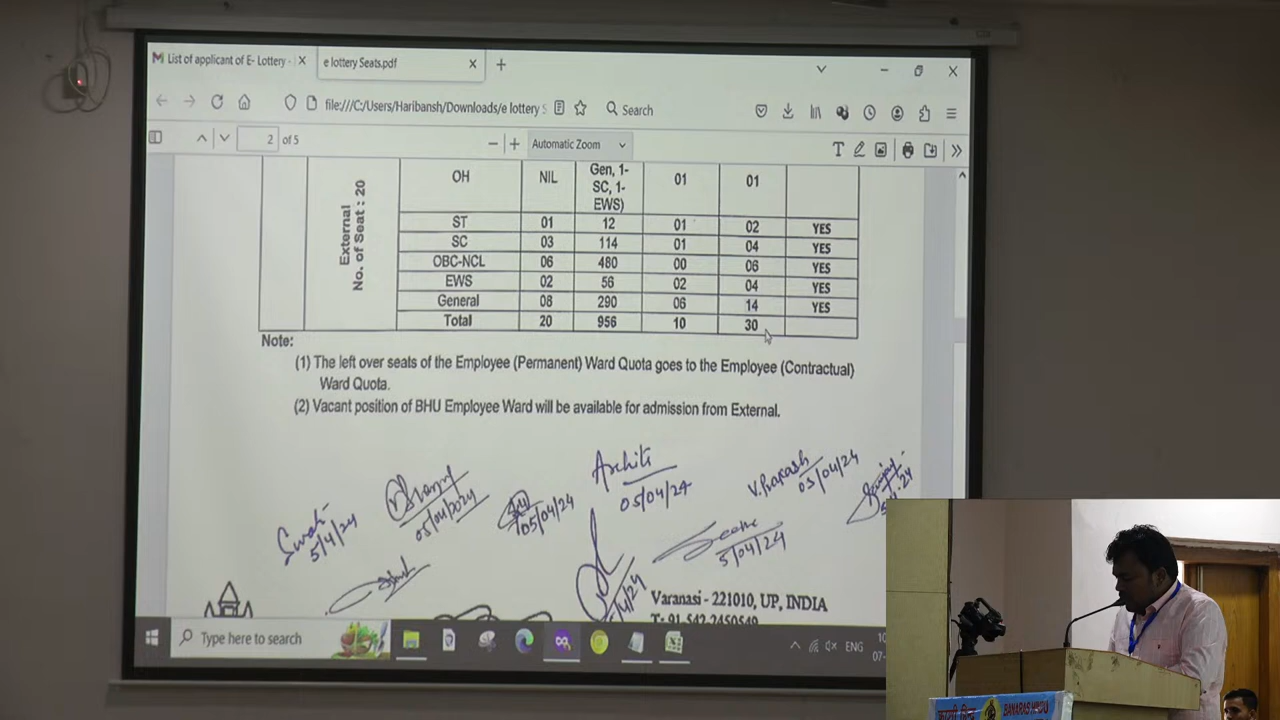 List of applicant of E- Lottery -
e lottery Seats.pdf
file:///C:/Users/Haribansh/Downloads/e lottery S
Search
2 of 5
Automatic Zoom
External
No. of Seat : 20
OH NIL Gen, 1- 01 01
SC, 1-
EWS)
ST 01 12 01 02 YES
SC 03 114 01 04 YES
OBC-NCL 06 480 00 06 YES
EWS 02 56 02 04 YES
General 08 290 06 14 YES
Total 20 956 10 30
Note:
(1) The left over seats of the Employee (Permanent) Ward Quota goes to the Employee (Contractual)
Ward Quota.
(2) Vacant position of BHU Employee Ward will be available for admission from External.
Swati
5/4/24
05/04/2024
05/04/24
Architi
05/04/24
V. Prakash
05/04/24
5/04/24
Varanasi - 221010, UP, INDIA
T: 91-542-2450549
Type here to search
ENG
BANARAS HINDU